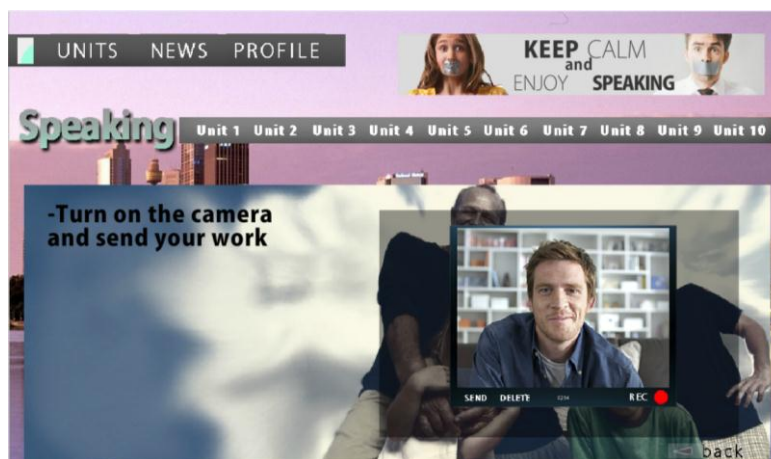 UNITS NEWS PROFILE
KEEP CALM
and
ENJOY SPEAKING
Speaking
Unit 1 Unit 2 Unit 3 Unit 4 Unit 5 Unit 6 Unit 7 Unit 8 Unit 9 Unit 10
-Turn on the camera
and send your work
SEND DELETE REC
back